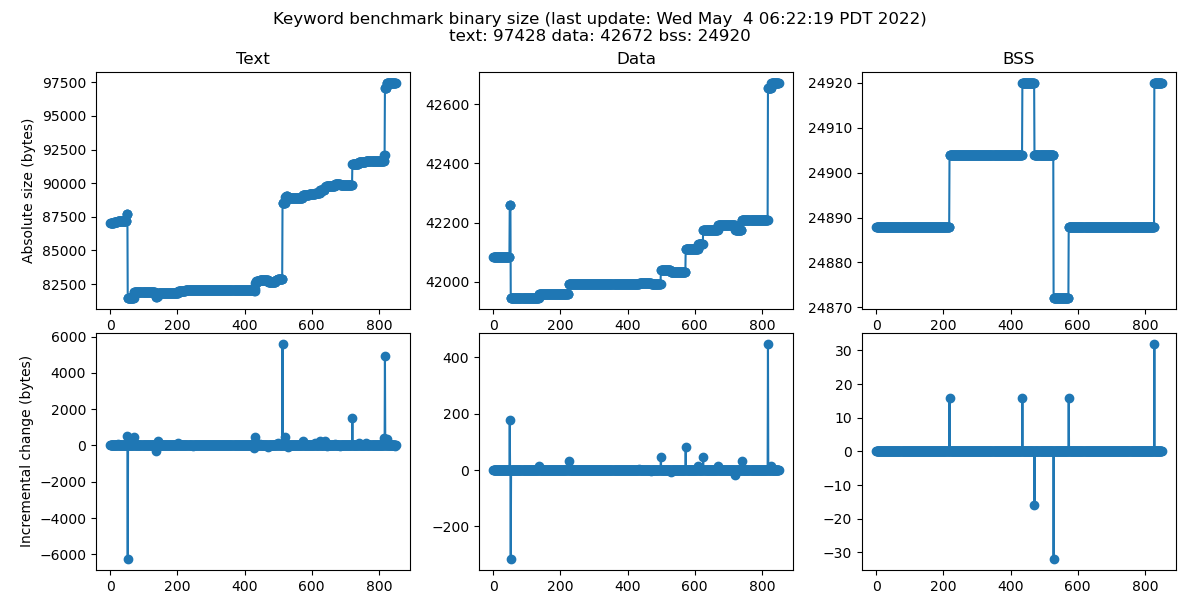 Keyword benchmark binary size (last update: Wed May  4 06:22:19 PDT 2022)
text: 97428 data: 42672 bss: 24920
Text
Data
BSS
Absolute size (bytes)
97500
95000
92500
90000
87500
85000
82500
0 200 400 600 800
42600
42400
42200
42000
0 200 400 600 800
24920
24910
24900
24890
24880
24870
0 200 400 600 800
Incremental change (bytes)
6000
4000
2000
0
−2000
−4000
−6000
0 200 400 600 800
400
200
0
−200
0 200 400 600 800
30
20
10
0
−10
−20
−30
0 200 400 600 800